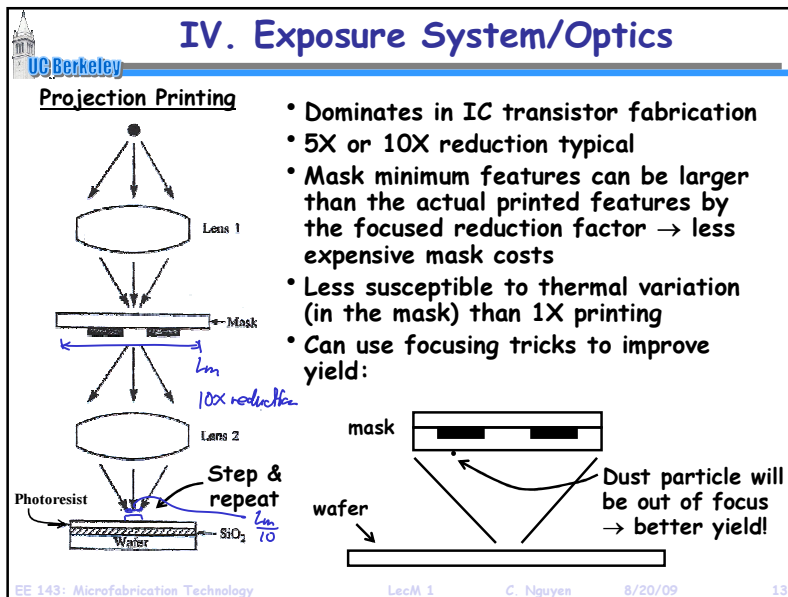 IV. Exposure System/Optics
UC Berkeley
Projection Printing
Lens 1
Mask
Lm
10X reduction
Lens 2
Step &
repeat
Photoresist
Lm
10
SiO₂
Wafer
• Dominates in IC transistor fabrication
• 5X or 10X reduction typical
• Mask minimum features can be larger
than the actual printed features by
the focused reduction factor → less
expensive mask costs
• Less susceptible to thermal variation
(in the mask) than 1X printing
• Can use focusing tricks to improve
yield:
mask
wafer
Dust particle will
be out of focus
→ better yield!
EE 143: Microfabrication Technology LecM 1 C. Nguyen 8/20/09 13